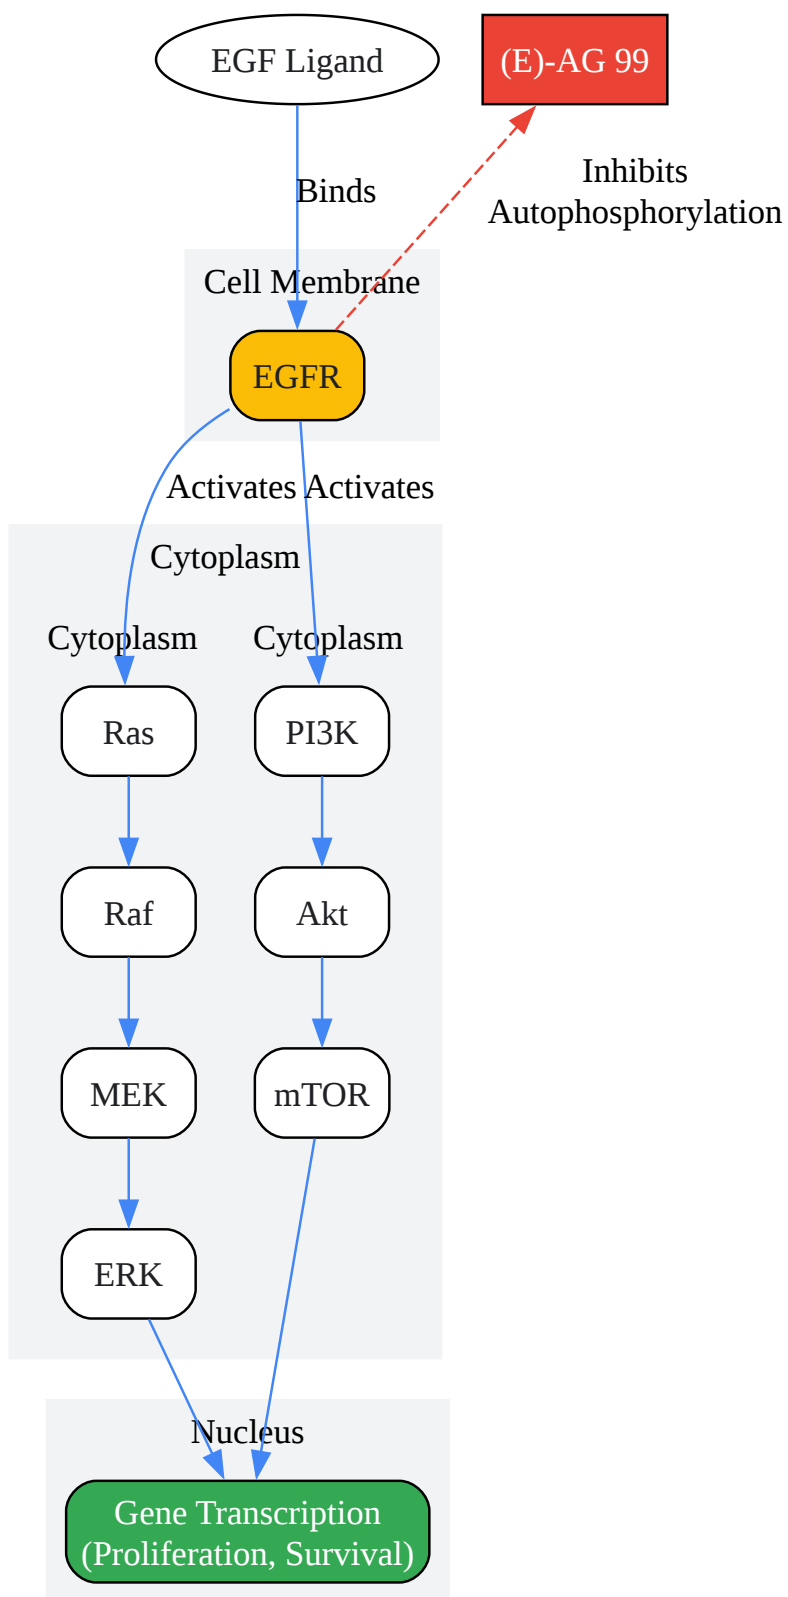 EGF Ligand
(E)-AG 99
Binds
Inhibits
Autophosphorylation
Cell Membrane
EGFR
Activates
Activates
Cytoplasm
Cytoplasm
Cytoplasm
Ras
PI3K
Raf
Akt
MEK
mTOR
ERK
Nucleus
Gene Transcription
(Proliferation, Survival)